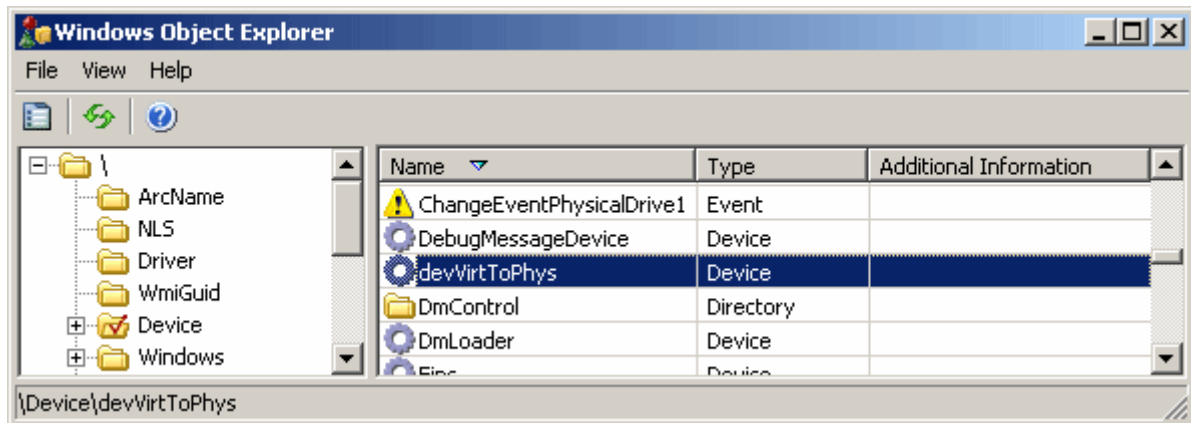 Windows Object Explorer
File View Help
\
ArcName
NLS
Driver
WmiGuid
Device
Windows
Name Type Additional Information
ChangeEventPhysicalDrive1 Event
DebugMessageDevice Device
devVirtToPhys Device
DmControl Directory
DmLoader Device
\Device\devVirtToPhys